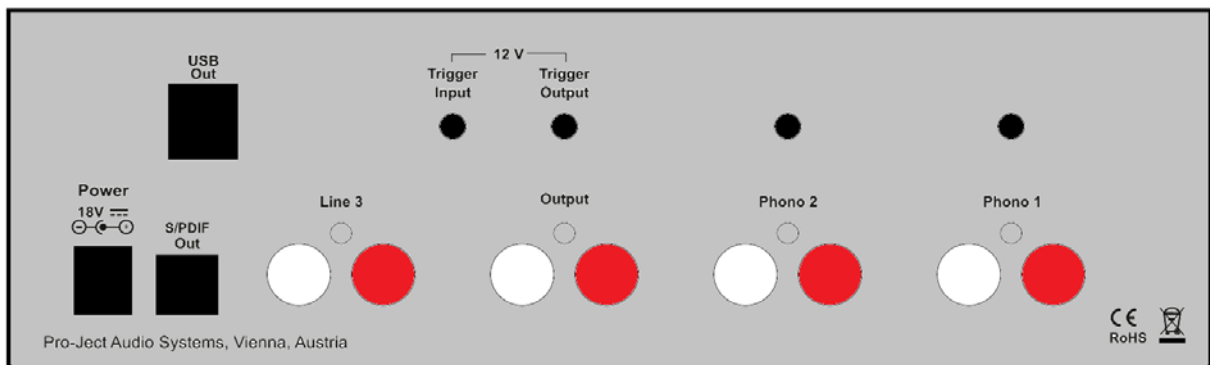 USB
Out
12 V
Trigger
Input
Trigger
Output
Power
18V
S/PDIF
Out
Line 3
Output
Phono 2
Phono 1
Pro-Ject Audio Systems, Vienna, Austria
CE
RoHS